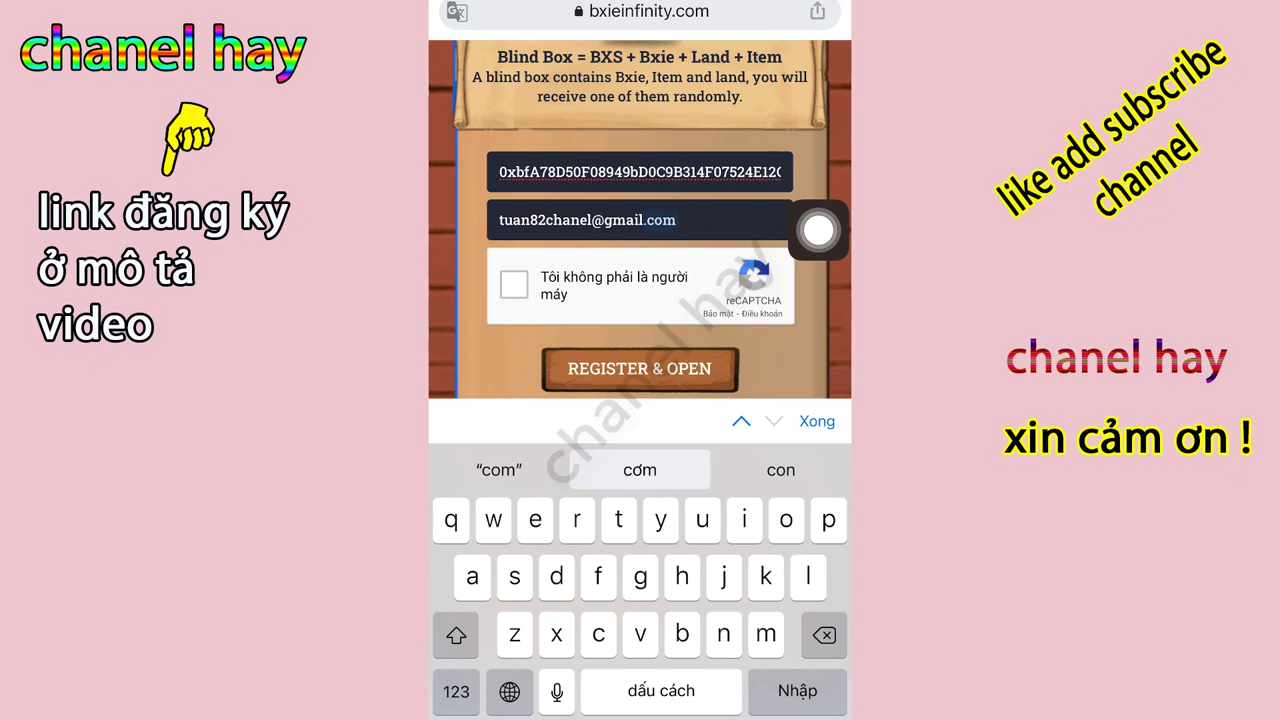 chanel hay
link đăng ký
ở mô tả
video
bxieinfinity.com
Blind Box = BXS + Bxie + Land + Item
A blind box contains Bxie, Item and land, you will
receive one of them randomly.
0xbfA78D50F08949bD0C9B314F07524E12
tuan82chanel@gmail.com
Tôi không phải là người
máy
reCAPTCHA
Bảo mật - Điều khoản
REGISTER & OPEN
chanel hay
Xong
“com” cơm con
q w e r t y u i o p
a s d f g h j k l
z x c v b n m
123 dấu cách Nhập
like add subscribe
channel
chanel hay
xin cảm ơn !